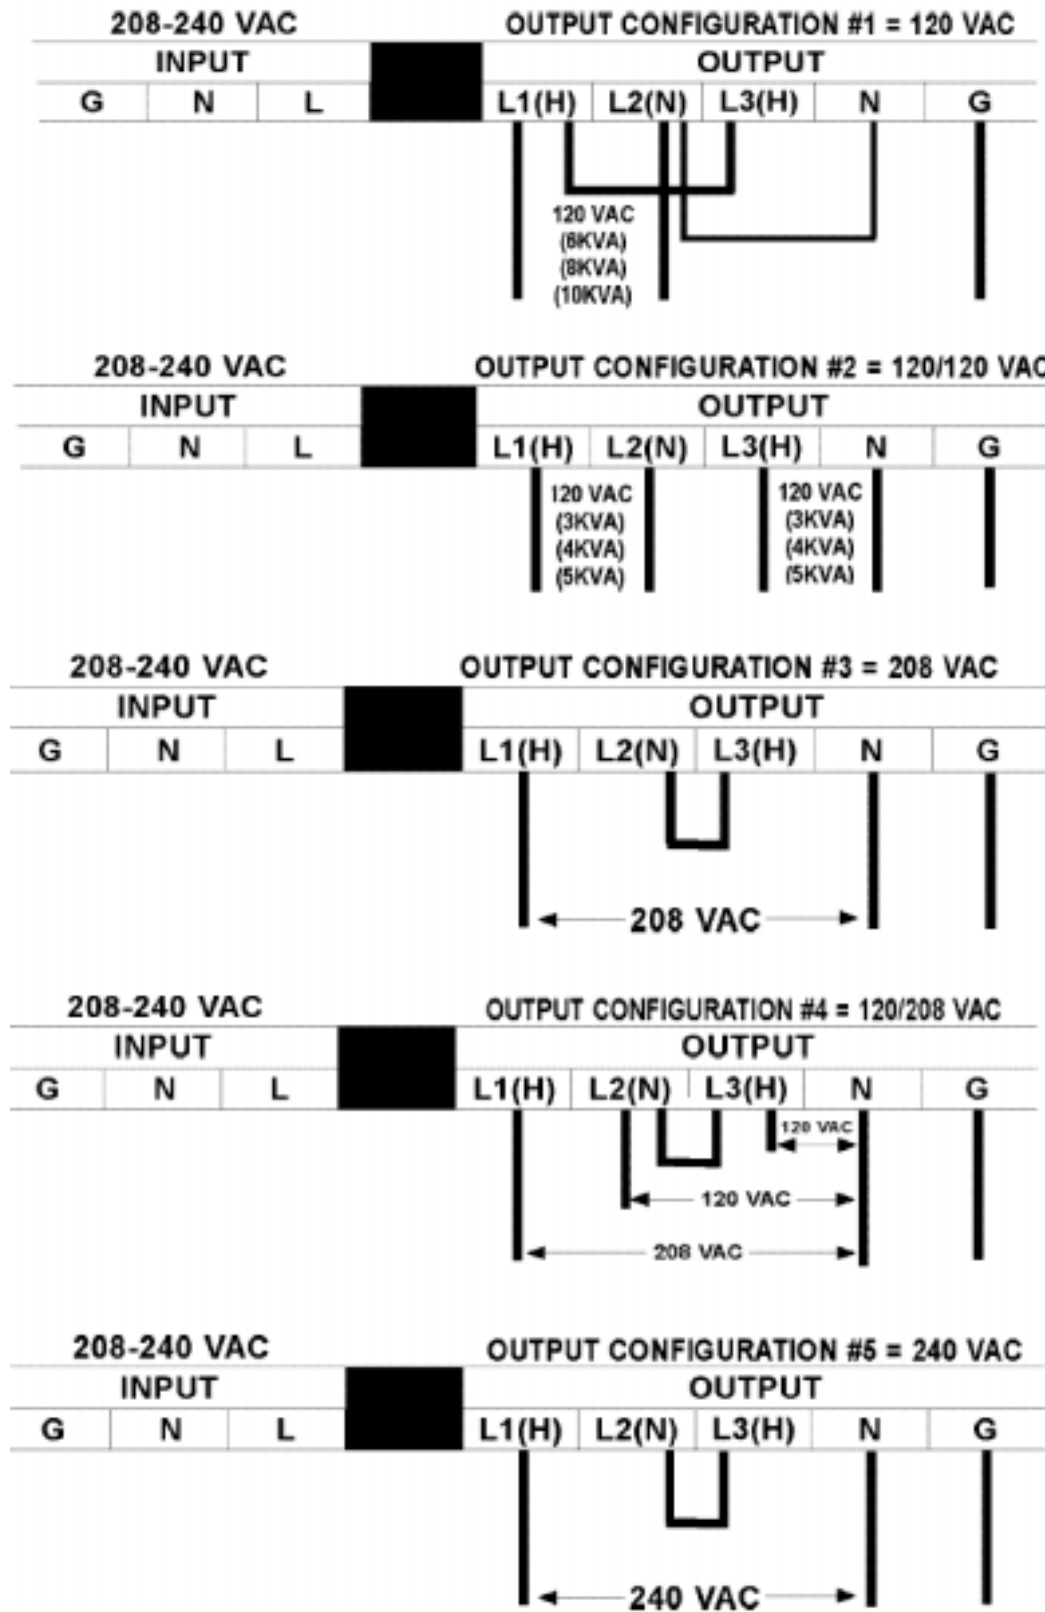 208-240 VAC OUTPUT CONFIGURATION #1 = 120 VAC
INPUT OUTPUT
G N L L1(H) L2(N) L3(H) N G
120 VAC
(6KVA)
(8KVA)
(10KVA)
208-240 VAC OUTPUT CONFIGURATION #2 = 120/120 VAC
INPUT OUTPUT
G N L L1(H) L2(N) L3(H) N G
120 VAC 120 VAC
(3KVA) (3KVA)
(4KVA) (4KVA)
(5KVA) (5KVA)
208-240 VAC OUTPUT CONFIGURATION #3 = 208 VAC
INPUT OUTPUT
G N L L1(H) L2(N) L3(H) N G
208 VAC
208-240 VAC OUTPUT CONFIGURATION #4 = 120/208 VAC
INPUT OUTPUT
G N L L1(H) L2(N) L3(H) N G
120 VAC
120 VAC
208 VAC
208-240 VAC OUTPUT CONFIGURATION #5 = 240 VAC
INPUT OUTPUT
G N L L1(H) L2(N) L3(H) N G
240 VAC